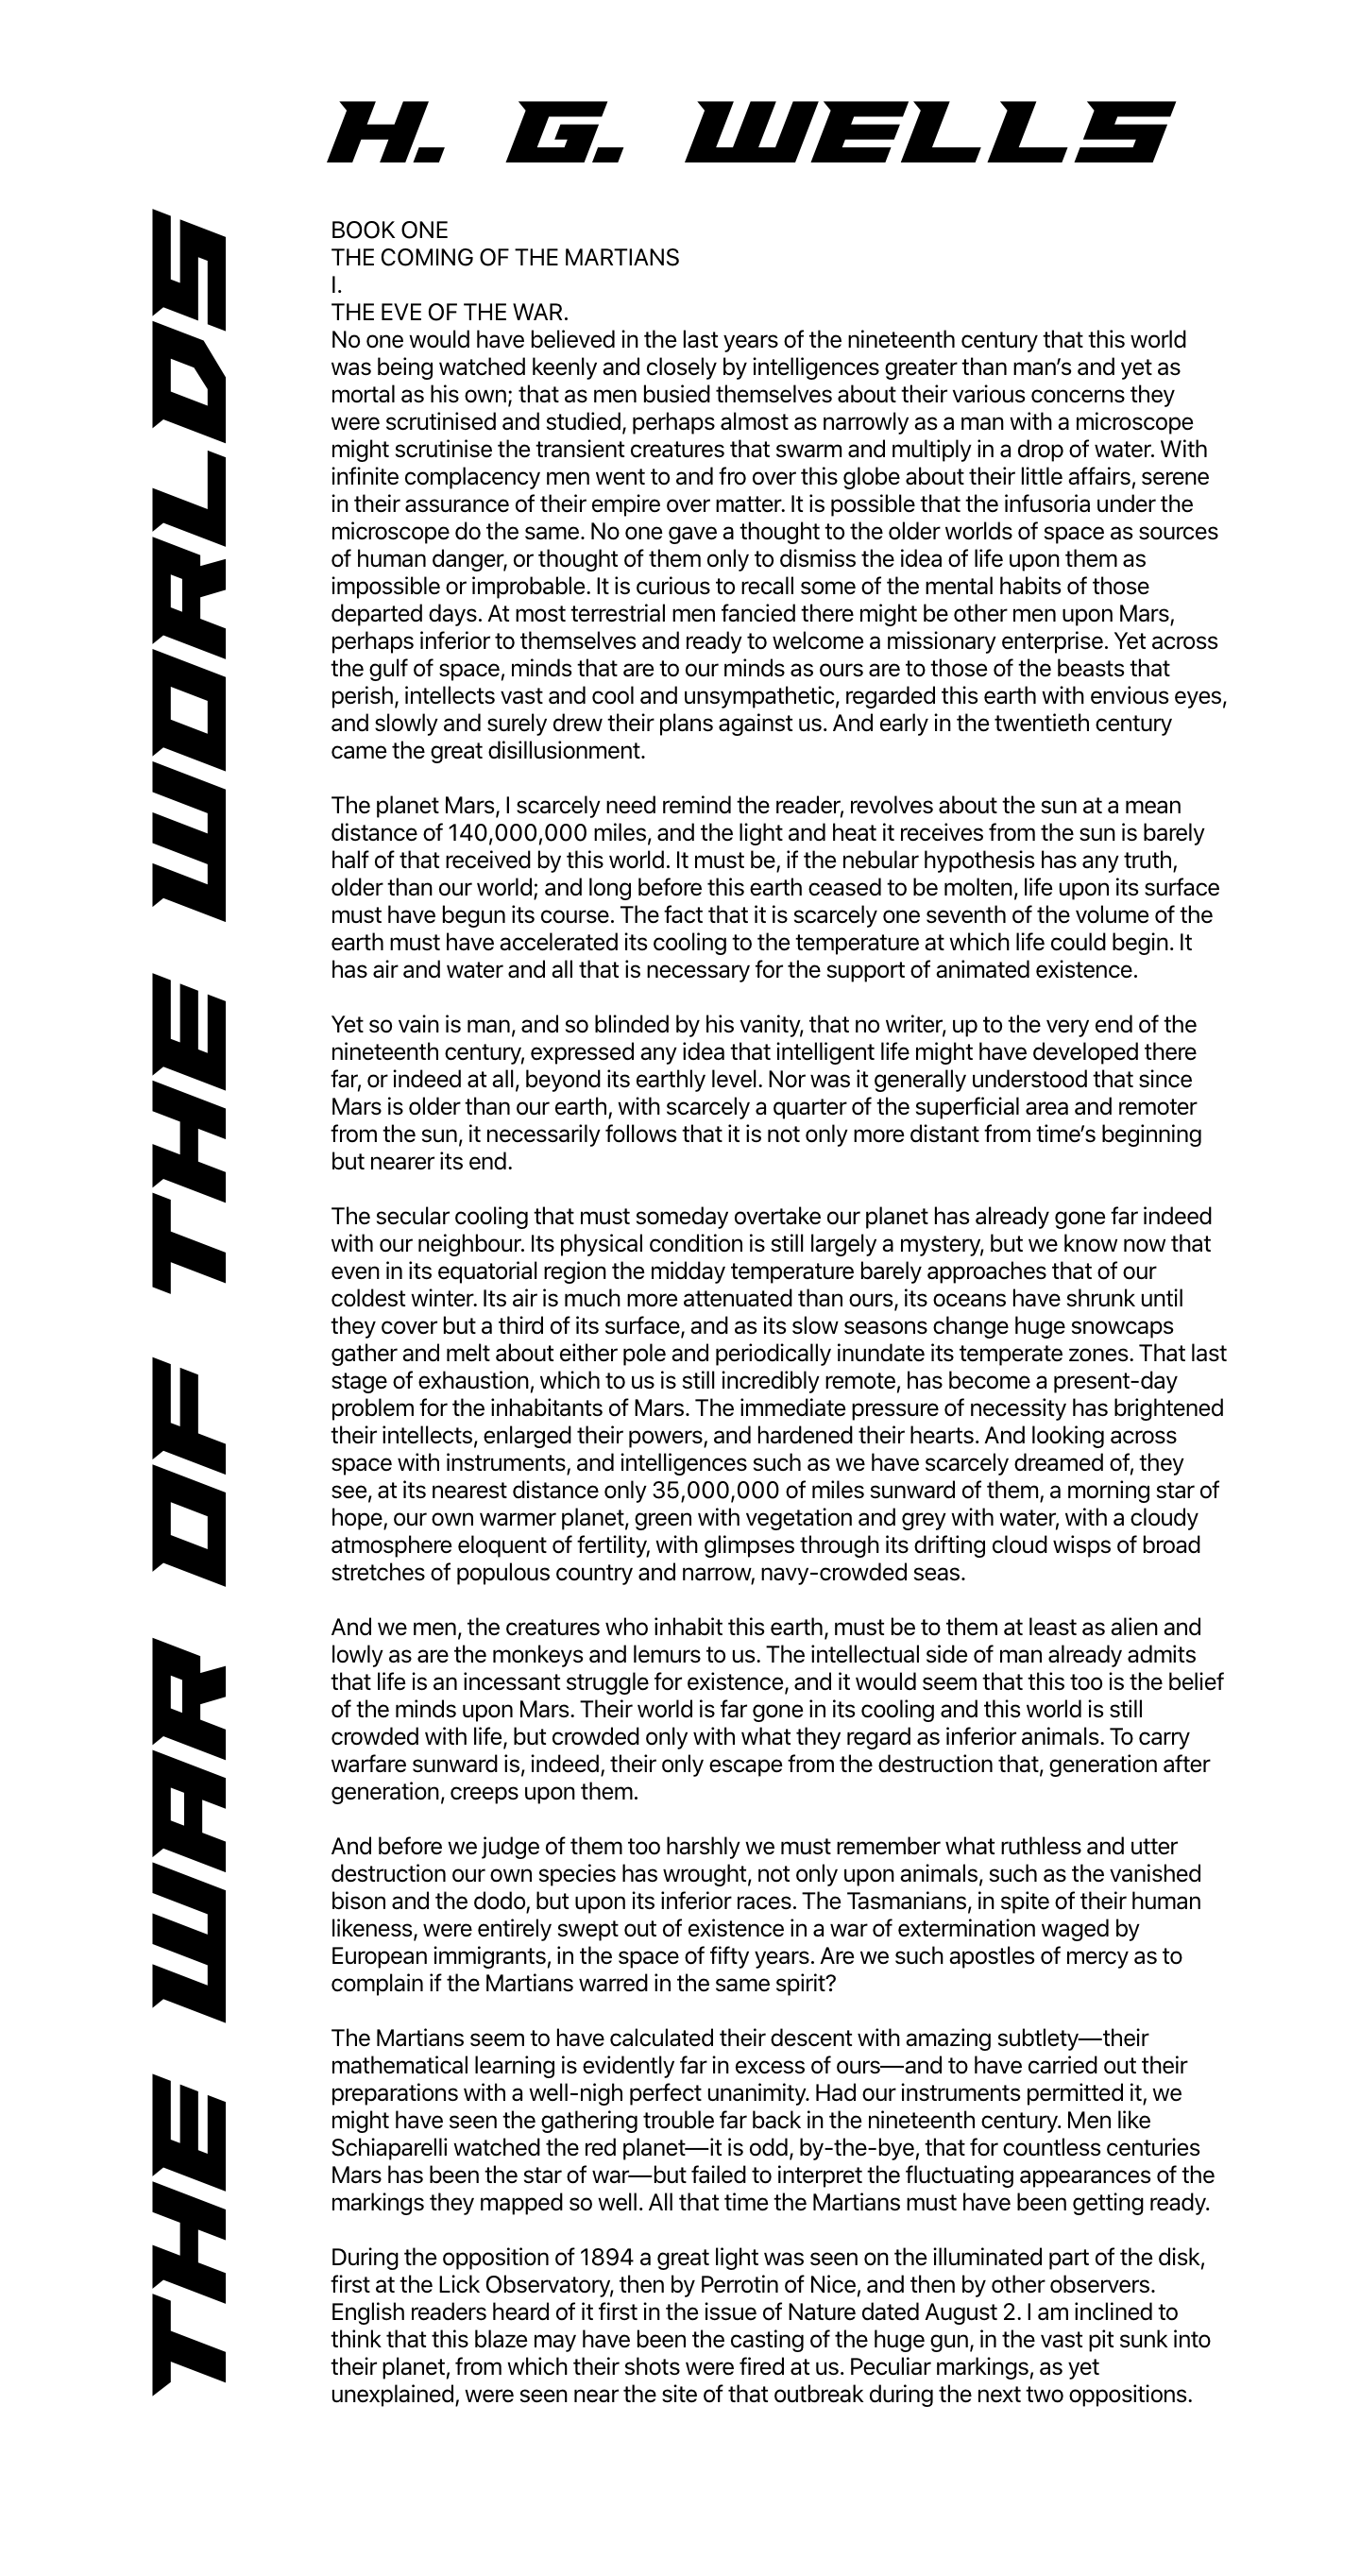 H. G. WELLS
THE WAR OF THE WORLDS
BOOK ONE
THE COMING OF THE MARTIANS
I.
THE EVE OF THE WAR.
No one would have believed in the last years of the nineteenth century that this world
was being watched keenly and closely by intelligences greater than man’s and yet as
mortal as his own; that as men busied themselves about their various concerns they
were scrutinised and studied, perhaps almost as narrowly as a man with a microscope
might scrutinise the transient creatures that swarm and multiply in a drop of water. With
infinite complacency men went to and fro over this globe about their little affairs, serene
in their assurance of their empire over matter. It is possible that the infusoria under the
microscope do the same. No one gave a thought to the older worlds of space as sources
of human danger, or thought of them only to dismiss the idea of life upon them as
impossible or improbable. It is curious to recall some of the mental habits of those
departed days. At most terrestrial men fancied there might be other men upon Mars,
perhaps inferior to themselves and ready to welcome a missionary enterprise. Yet across
the gulf of space, minds that are to our minds as ours are to those of the beasts that
perish, intellects vast and cool and unsympathetic, regarded this earth with envious eyes,
and slowly and surely drew their plans against us. And early in the twentieth century
came the great disillusionment.

The planet Mars, I scarcely need remind the reader, revolves about the sun at a mean
distance of 140,000,000 miles, and the light and heat it receives from the sun is barely
half of that received by this world. It must be, if the nebular hypothesis has any truth,
older than our world; and long before this earth ceased to be molten, life upon its surface
must have begun its course. The fact that it is scarcely one seventh of the volume of the
earth must have accelerated its cooling to the temperature at which life could begin. It
has air and water and all that is necessary for the support of animated existence.

Yet so vain is man, and so blinded by his vanity, that no writer, up to the very end of the
nineteenth century, expressed any idea that intelligent life might have developed there
far, or indeed at all, beyond its earthly level. Nor was it generally understood that since
Mars is older than our earth, with scarcely a quarter of the superficial area and remoter
from the sun, it necessarily follows that it is not only more distant from time’s beginning
but nearer its end.

The secular cooling that must someday overtake our planet has already gone far indeed
with our neighbour. Its physical condition is still largely a mystery, but we know now that
even in its equatorial region the midday temperature barely approaches that of our
coldest winter. Its air is much more attenuated than ours, its oceans have shrunk until
they cover but a third of its surface, and as its slow seasons change huge snowcaps
gather and melt about either pole and periodically inundate its temperate zones. That last
stage of exhaustion, which to us is still incredibly remote, has become a present-day
problem for the inhabitants of Mars. The immediate pressure of necessity has brightened
their intellects, enlarged their powers, and hardened their hearts. And looking across
space with instruments, and intelligences such as we have scarcely dreamed of, they
see, at its nearest distance only 35,000,000 of miles sunward of them, a morning star of
hope, our own warmer planet, green with vegetation and grey with water, with a cloudy
atmosphere eloquent of fertility, with glimpses through its drifting cloud wisps of broad
stretches of populous country and narrow, navy-crowded seas.

And we men, the creatures who inhabit this earth, must be to them at least as alien and
lowly as are the monkeys and lemurs to us. The intellectual side of man already admits
that life is an incessant struggle for existence, and it would seem that this too is the belief
of the minds upon Mars. Their world is far gone in its cooling and this world is still
crowded with life, but crowded only with what they regard as inferior animals. To carry
warfare sunward is, indeed, their only escape from the destruction that, generation after
generation, creeps upon them.

And before we judge of them too harshly we must remember what ruthless and utter
destruction our own species has wrought, not only upon animals, such as the vanished
bison and the dodo, but upon its inferior races. The Tasmanians, in spite of their human
likeness, were entirely swept out of existence in a war of extermination waged by
European immigrants, in the space of fifty years. Are we such apostles of mercy as to
complain if the Martians warred in the same spirit?

The Martians seem to have calculated their descent with amazing subtlety—their
mathematical learning is evidently far in excess of ours—and to have carried out their
preparations with a well-nigh perfect unanimity. Had our instruments permitted it, we
might have seen the gathering trouble far back in the nineteenth century. Men like
Schiaparelli watched the red planet—it is odd, by-the-bye, that for countless centuries
Mars has been the star of war—but failed to interpret the fluctuating appearances of the
markings they mapped so well. All that time the Martians must have been getting ready.

During the opposition of 1894 a great light was seen on the illuminated part of the disk,
first at the Lick Observatory, then by Perrotin of Nice, and then by other observers.
English readers heard of it first in the issue of Nature dated August 2. I am inclined to
think that this blaze may have been the casting of the huge gun, in the vast pit sunk into
their planet, from which their shots were fired at us. Peculiar markings, as yet
unexplained, were seen near the site of that outbreak during the next two oppositions.